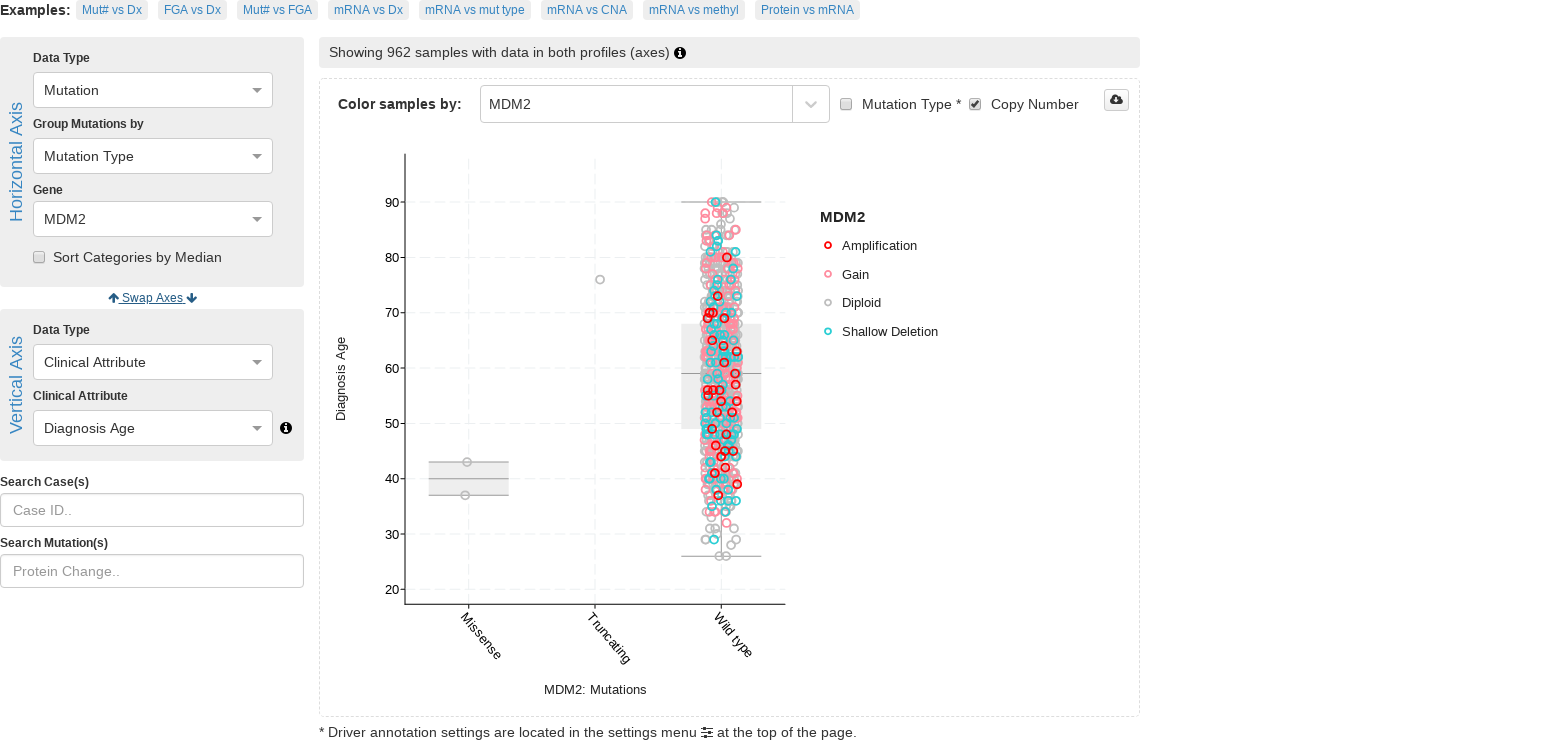 Examples: Mut# vs Dx FGA vs Dx Mut# vs FGA mRNA vs Dx mRNA vs mut type mRNA vs CNA mRNA vs methyl Protein vs mRNA
Horizontal Axis
Data Type
Mutation
Group Mutations by
Mutation Type
Gene
MDM2
Sort Categories by Median
Swap Axes
Vertical Axis
Data Type
Clinical Attribute
Clinical Attribute
Diagnosis Age
Search Case(s)
Case ID..
Search Mutation(s)
Protein Change..
Showing 962 samples with data in both profiles (axes)
Color samples by: MDM2 Mutation Type * Copy Number
Diagnosis Age
90
80
70
60
50
40
30
20
Missense
Truncating
Wild type
MDM2: Mutations
MDM2
Amplification
Gain
Diploid
Shallow Deletion
* Driver annotation settings are located in the settings menu at the top of the page.